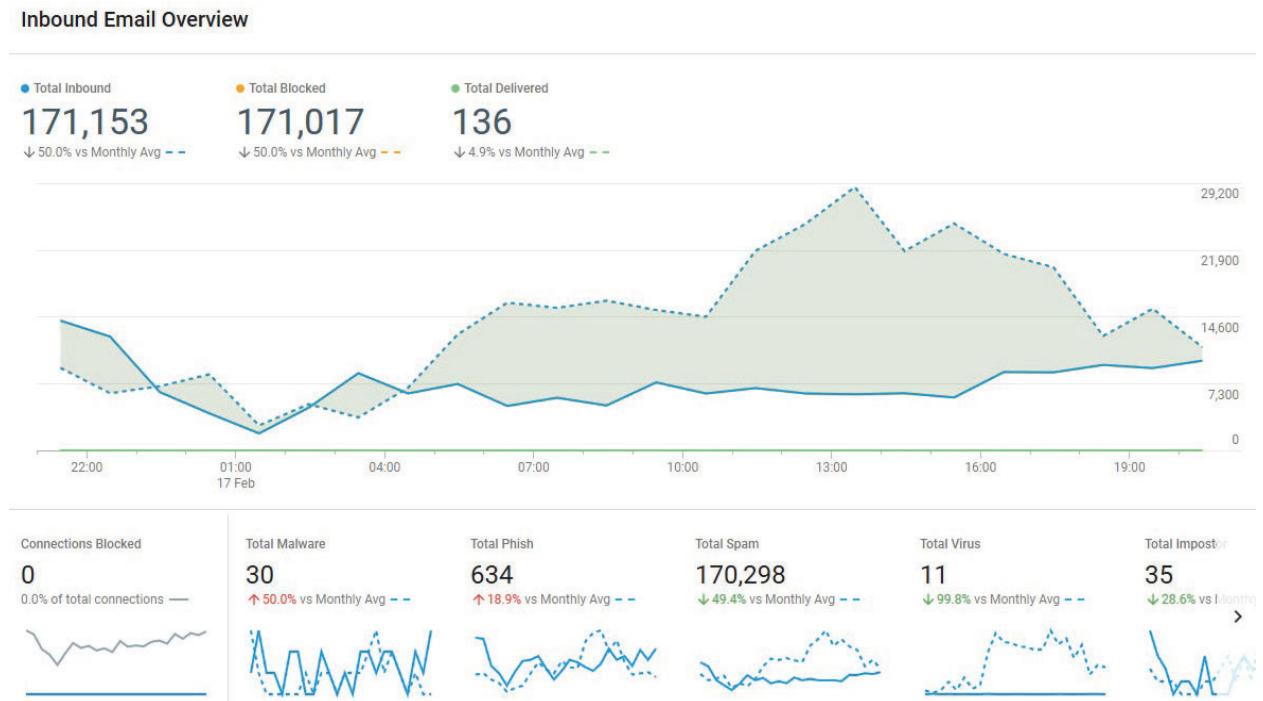 Inbound Email Overview
Total Inbound
171,153
↓ 50.0% vs Monthly Avg
Total Blocked
171,017
↓ 50.0% vs Monthly Avg
Total Delivered
136
↓ 4.9% vs Monthly Avg
29,200
21,900
14,600
7,300
0
22:00
01:00
17 Feb
04:00
07:00
10:00
13:00
16:00
19:00
Connections Blocked
0
0.0% of total connections
Total Malware
30
↑ 50.0% vs Monthly Avg
Total Phish
634
↑ 18.9% vs Monthly Avg
Total Spam
170,298
↓ 49.4% vs Monthly Avg
Total Virus
11
↓ 99.8% vs Monthly Avg
Total Impostor
35
↓ 28.6% vs Month